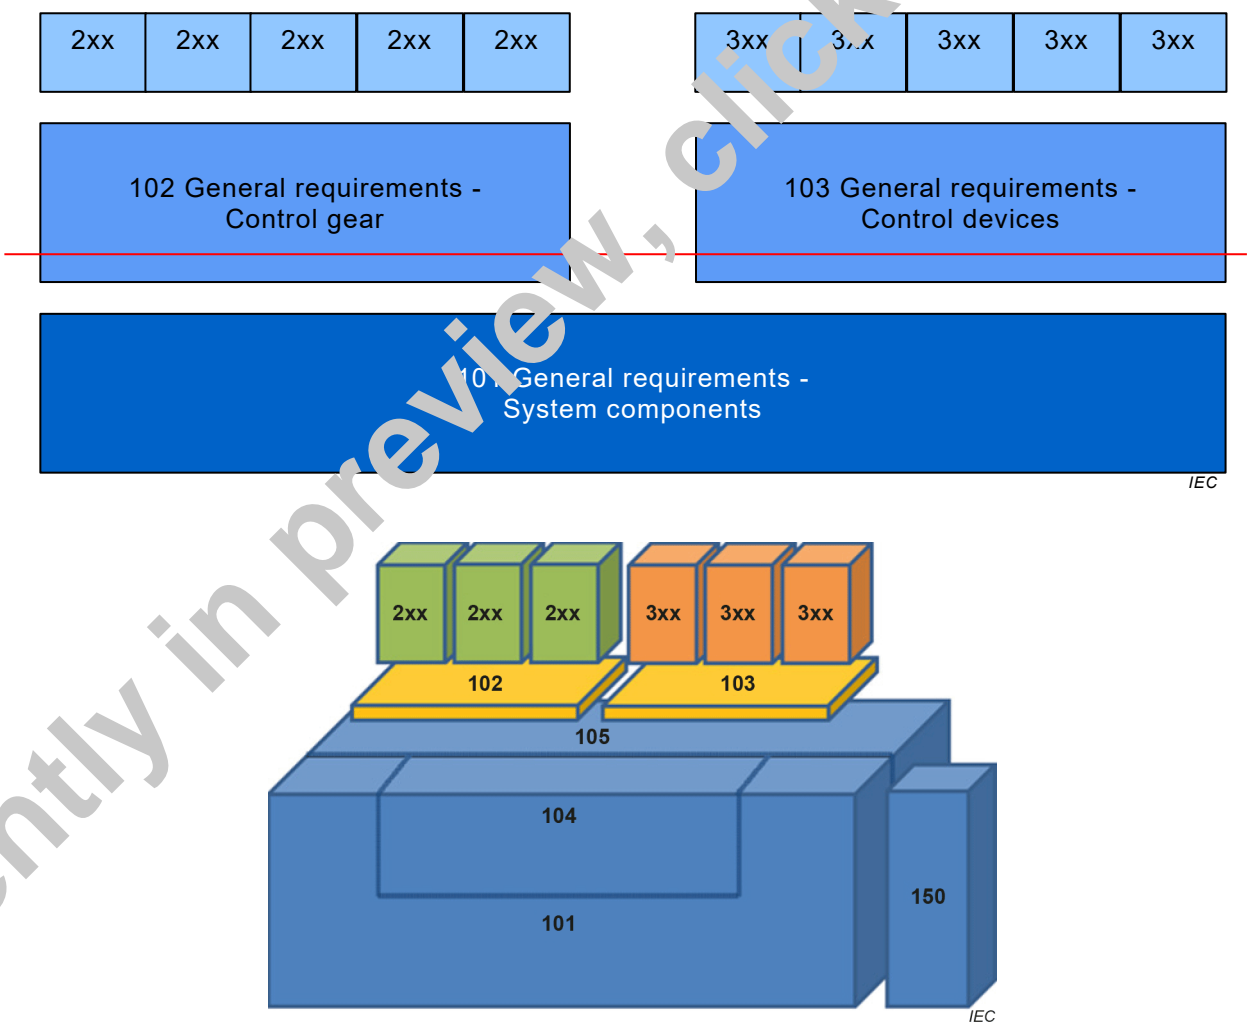 2xx 2xx 2xx 2xx 2xx 3xx 3xx 3xx 3xx 3xx
102 General requirements -
Control gear
103 General requirements -
Control devices
101 General requirements -
System components
IEC
2xx 2xx 2xx 3xx 3xx 3xx
102 103
105
104
101
150
IEC
in preview, click